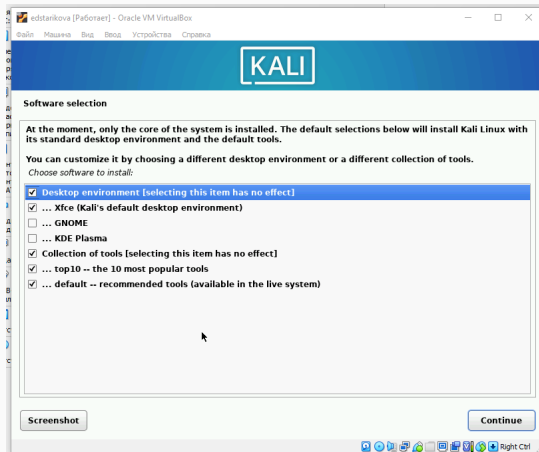 edstarikova [Работает] - Oracle VM VirtualBox
Файл Машина Вид Ввод Устройства Справка
KALI
Software selection
At the moment, only the core of the system is installed. The default selections below will install Kali Linux with
its standard desktop environment and the default tools.
You can customize it by choosing a different desktop environment or a different collection of tools.
Choose software to install:
Desktop environment [selecting this item has no effect]
... Xfce (Kali's default desktop environment)
... GNOME
... KDE Plasma
Collection of tools [selecting this item has no effect]
... top10 -- the 10 most popular tools
... default -- recommended tools (available in the live system)
Screenshot
Continue
Right Ctrl